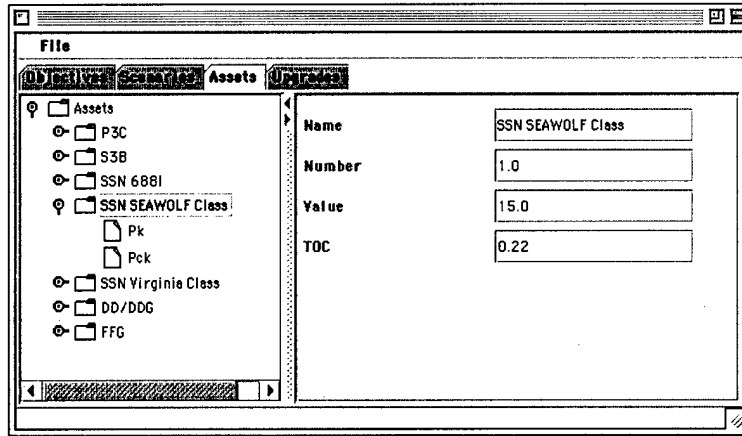 File
Objectives Scenarios Assets Upgrades
Assets
P3C
S3B
SSN 688I
SSN SEAWOLF Class
Pk
Pck
SSN Virginia Class
DD/DDG
FFG
Name SSN SEAWOLF Class
Number 1.0
Value 15.0
TOC 0.22